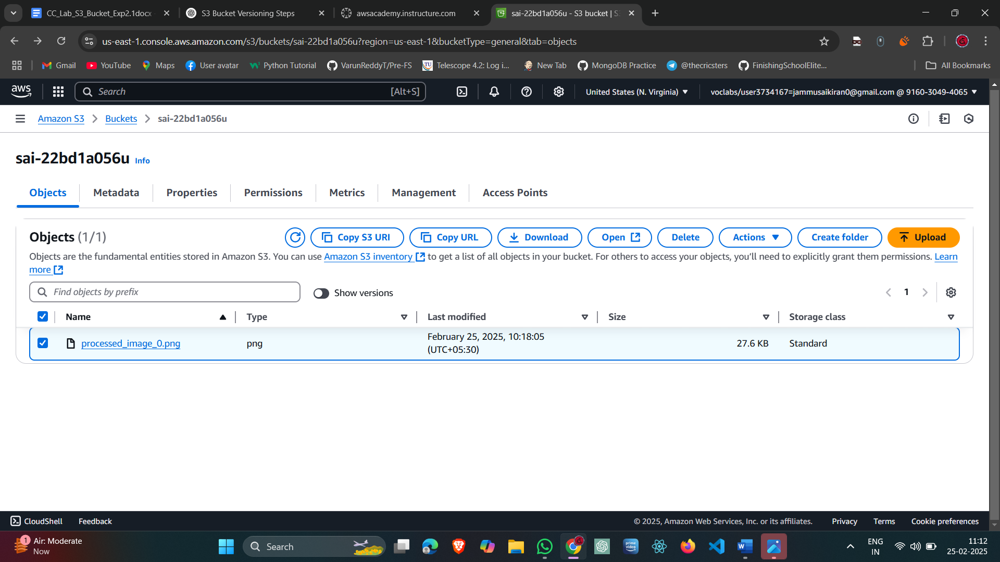 CC_Lab_S3_Bucket_Exp2.1docx
S3 Bucket Versioning Steps
awsacademy.instructure.com
sai-22bd1a056u - S3 bucket | S
us-east-1.console.aws.amazon.com/s3/buckets/sai-22bd1a056u?region=us-east-1&bucketType=general&tab=objects
Gmail YouTube Maps User avatar Python Tutorial VarunReddyT/Pre-FS Telescope 4.2: Log i... New Tab MongoDB Practice @thecricsters FinishingSchoolElite... All Bookmarks
aws Search [Alt+S] United States (N. Virginia) voclabs/user3734167=jammusaikiran0@gmail.com @ 9160-3049-4065
Amazon S3 Buckets sai-22bd1a056u
sai-22bd1a056u Info
Objects Metadata Properties Permissions Metrics Management Access Points
Objects (1/1) Copy S3 URI Copy URL Download Open Delete Actions Create folder Upload
Objects are the fundamental entities stored in Amazon S3. You can use Amazon S3 inventory to get a list of all objects in your bucket. For others to access your objects, you’ll need to explicitly grant them permissions. Learn
more
Find objects by prefix Show versions 1
Name Type Last modified Size Storage class
processed_image_0.png png February 25, 2025, 10:18:05 27.6 KB Standard
(UTC+05:30)
CloudShell Feedback © 2025, Amazon Web Services, Inc. or its affiliates. Privacy Terms Cookie preferences
1 Air: Moderate
Now
Search
prime video
ENG
IN
11:12
25-02-2025